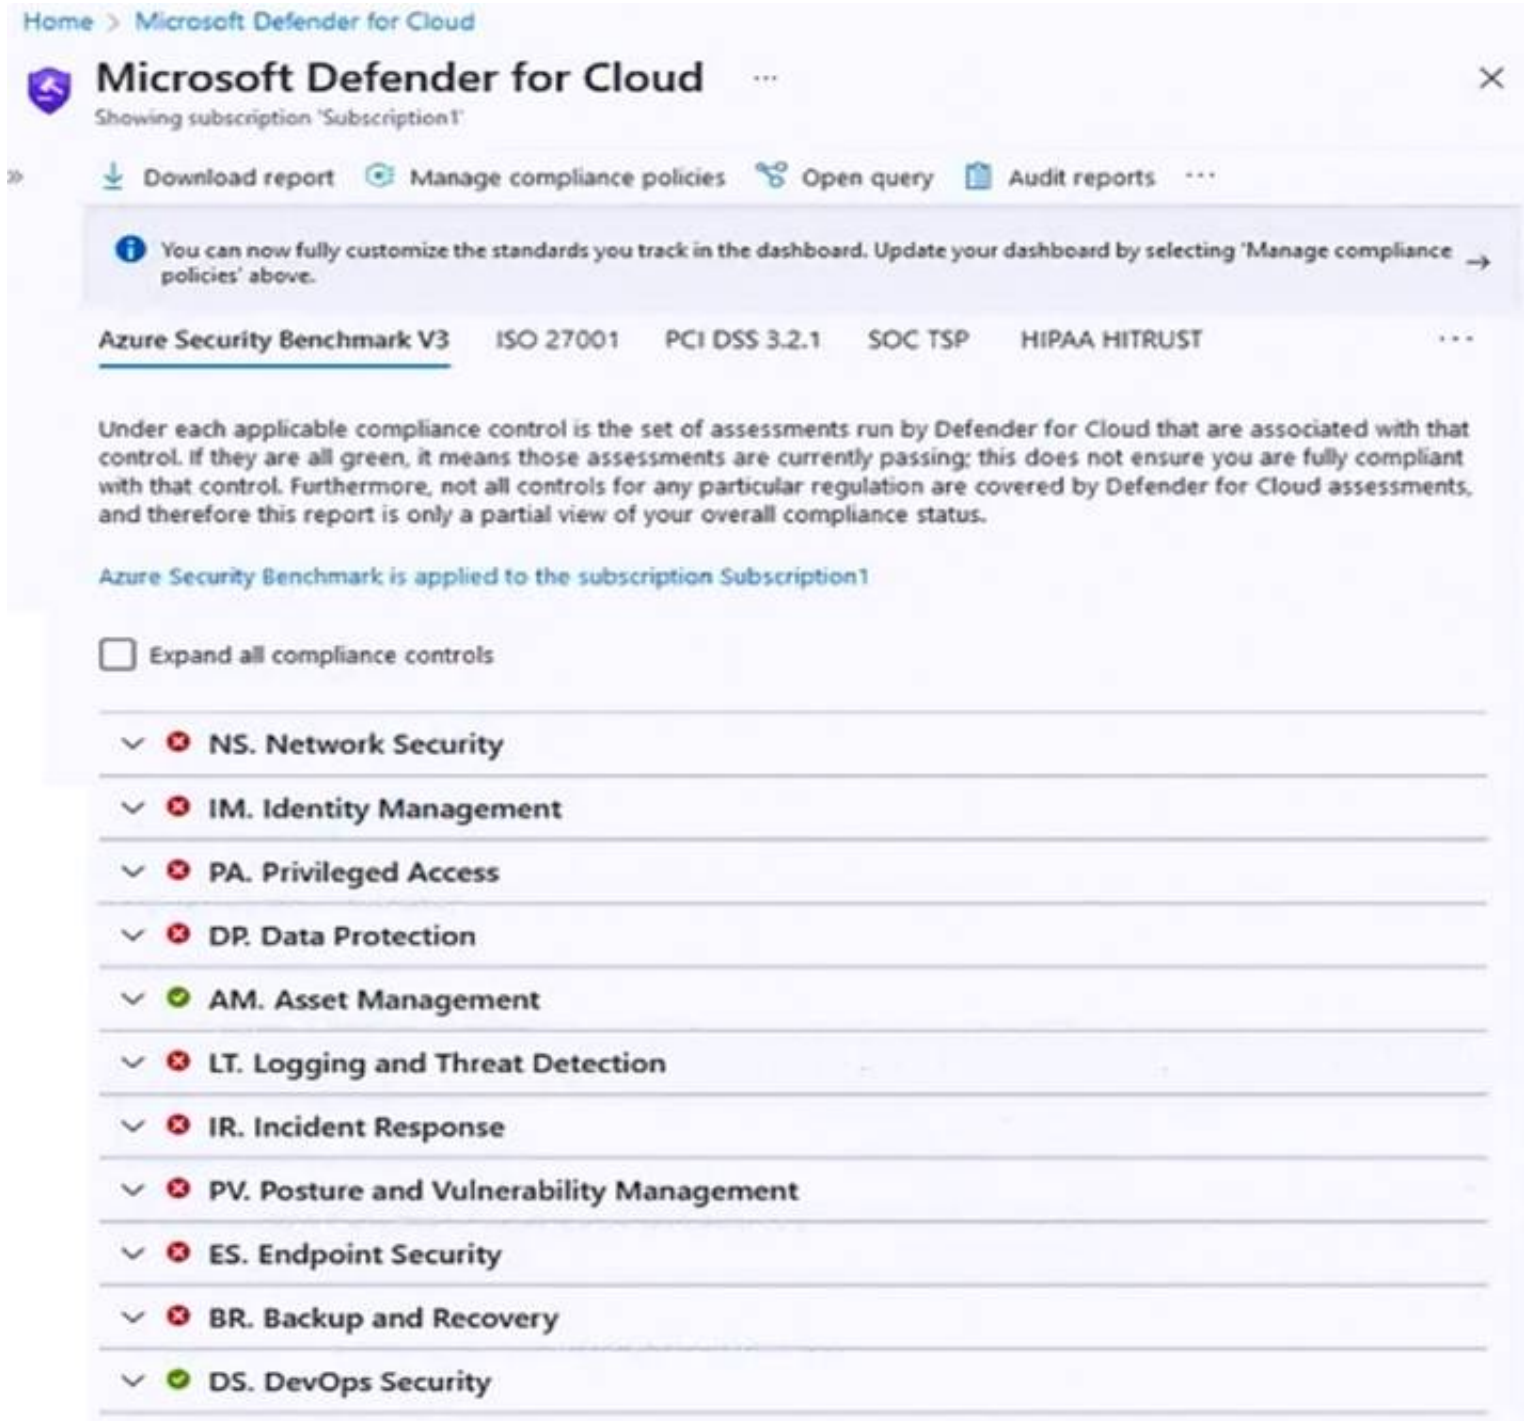 Home > Microsoft Defender for Cloud
Microsoft Defender for Cloud ...
Showing subscription 'Subscription1'
Download report Manage compliance policies Open query Audit reports ...
You can now fully customize the standards you track in the dashboard. Update your dashboard by selecting 'Manage compliance
policies' above.
Azure Security Benchmark V3 ISO 27001 PCI DSS 3.2.1 SOC TSP HIPAA HITRUST ...
Under each applicable compliance control is the set of assessments run by Defender for Cloud that are associated with that
control. If they are all green, it means those assessments are currently passing; this does not ensure you are fully compliant
with that control. Furthermore, not all controls for any particular regulation are covered by Defender for Cloud assessments,
and therefore this report is only a partial view of your overall compliance status.
Azure Security Benchmark is applied to the subscription Subscription1
Expand all compliance controls
NS. Network Security
IM. Identity Management
PA. Privileged Access
DP. Data Protection
AM. Asset Management
LT. Logging and Threat Detection
IR. Incident Response
PV. Posture and Vulnerability Management
ES. Endpoint Security
BR. Backup and Recovery
DS. DevOps Security